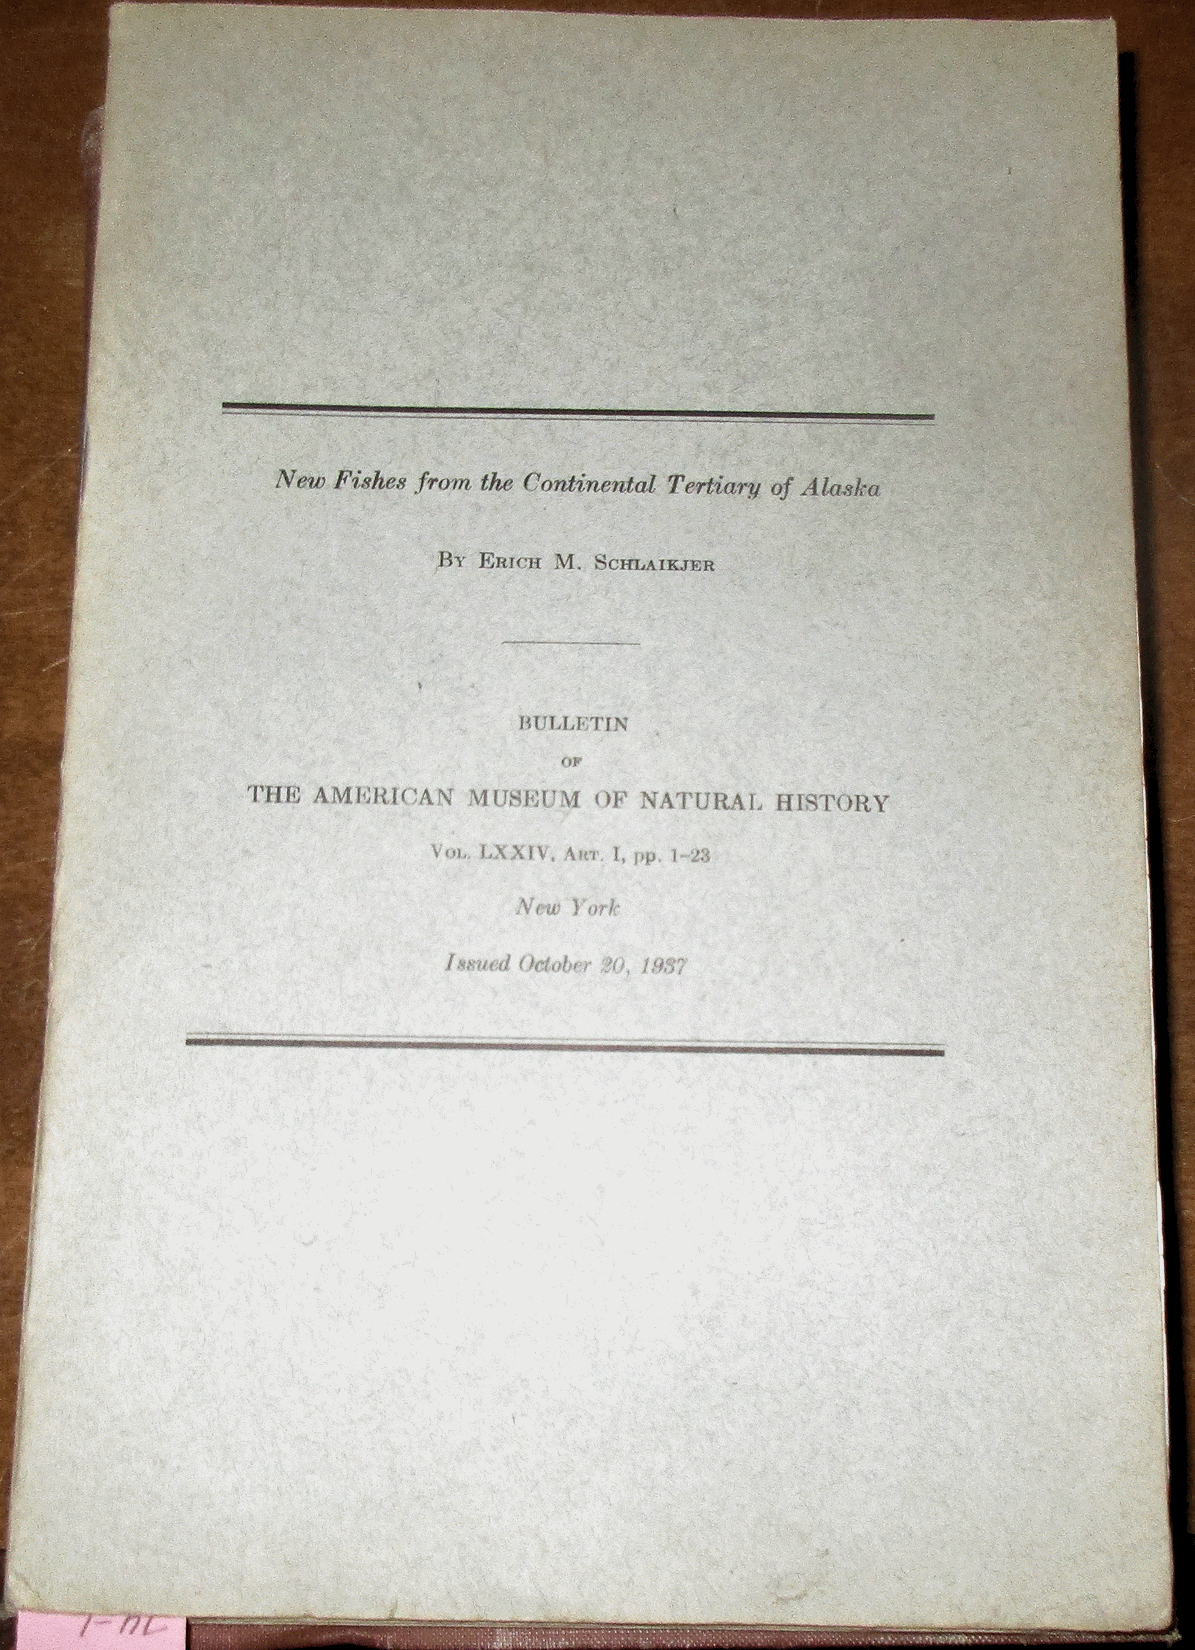 New Fishes from the Continental Tertiary of Alaska
By Erich M. Schlaikjer
BULLETIN
OF
THE AMERICAN MUSEUM OF NATURAL HISTORY
Vol. LXXIV, Art. I, pp. 1–23
New York
Issued October 20, 1937